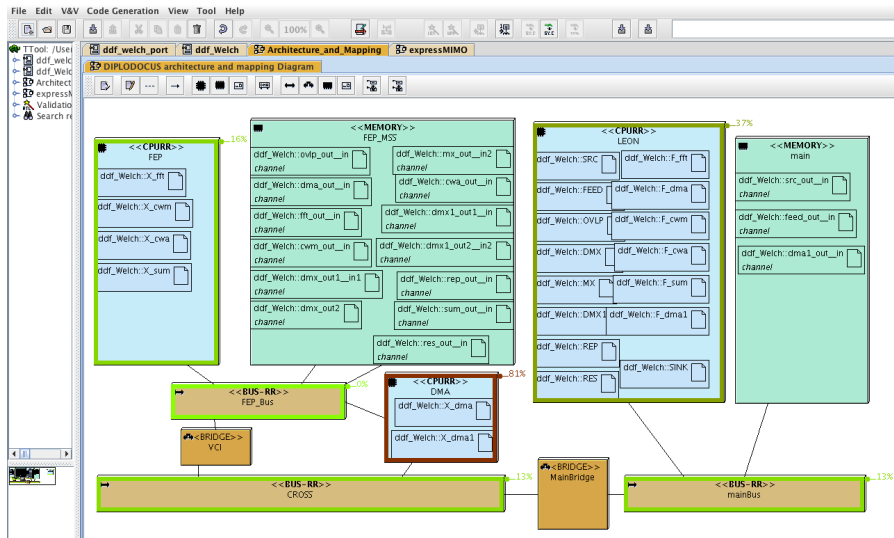 File Edit V&V Code Generation View Tool Help
100%
TTool: /User
ddf_welc
ddf_Welc
Architect
expressM
Validatio
Search re
ddf_welch_port
ddf_Welch
Architecture_and_Mapping
expressMIMO
DIPLODOCUS architecture and mapping Diagram
16%
<<CPURR>>
FEP
ddf_Welch::X_fft
ddf_Welch::X_cwm
ddf_Welch::X_cwa
ddf_Welch::X_sum
<<MEMORY>>
FEP_MSS
ddf_Welch::ovlp_out__in
channel
ddf_Welch::mx_out__in2
channel
ddf_Welch::dma_out__in
channel
ddf_Welch::cwa_out__in
channel
ddf_Welch::fft_out__in
channel
ddf_Welch::dmx1_out1__in
channel
ddf_Welch::cwm_out__in
channel
ddf_Welch::dmx1_out2__in2
channel
ddf_Welch::dmx_out1__in1
channel
ddf_Welch::rep_out__in
channel
ddf_Welch::dmx_out2
channel
ddf_Welch::sum_out__in
channel
ddf_Welch::res_out__in
channel
37%
<<CPURR>>
LEON
ddf_Welch::SRC
ddf_Welch::F_fft
ddf_Welch::FEED
ddf_Welch::F_dma
ddf_Welch::OVLP
ddf_Welch::F_cwm
ddf_Welch::DMX
ddf_Welch::F_cwa
ddf_Welch::MX
ddf_Welch::F_sum
ddf_Welch::DMX1
ddf_Welch::F_dma1
ddf_Welch::REP
ddf_Welch::SINK
ddf_Welch::RES
<<MEMORY>>
main
ddf_Welch::src_out__in
channel
ddf_Welch::feed_out__in
channel
ddf_Welch::dma1_out__in
channel
0%
<<BUS-RR>>
FEP_Bus
81%
<<CPURR>>
DMA
ddf_Welch::X_dma
ddf_Welch::X_dma1
<BRIDGE>>
VCI
13%
<<BUS-RR>>
CROSS
<BRIDGE>>
MainBridge
13%
<<BUS-RR>>
mainBus